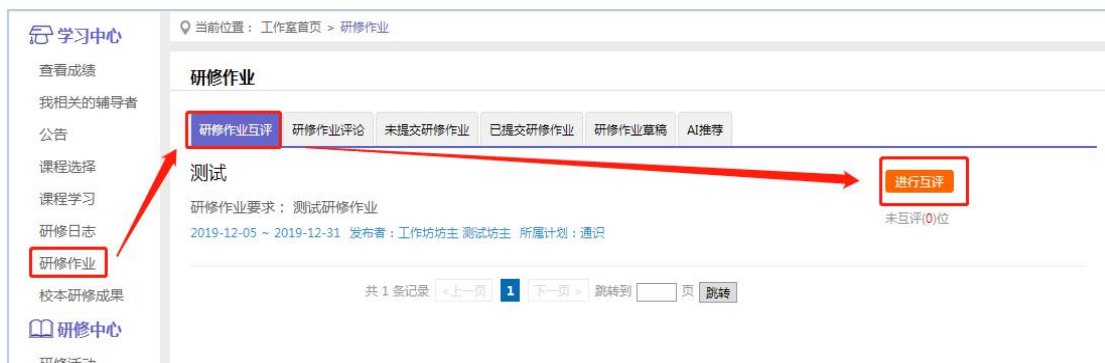 学习中心
查看成绩
我相关的辅导者
公告
课程选择
课程学习
研修日志
研修作业
校本研修成果
研修中心
研修活动
当前位置： 工作室首页 > 研修作业
研修作业
研修作业互评 研修作业评论 未提交研修作业 已提交研修作业 研修作业草稿 AI推荐
测试
进行互评
研修作业要求： 测试研修作业
未互评(0)位
2019-12-05 ~ 2019-12-31 发布者：工作坊坊主 测试坊主 所属计划：通识
共 1 条记录 <上一页 1 下一页 > 跳转到 页 跳转